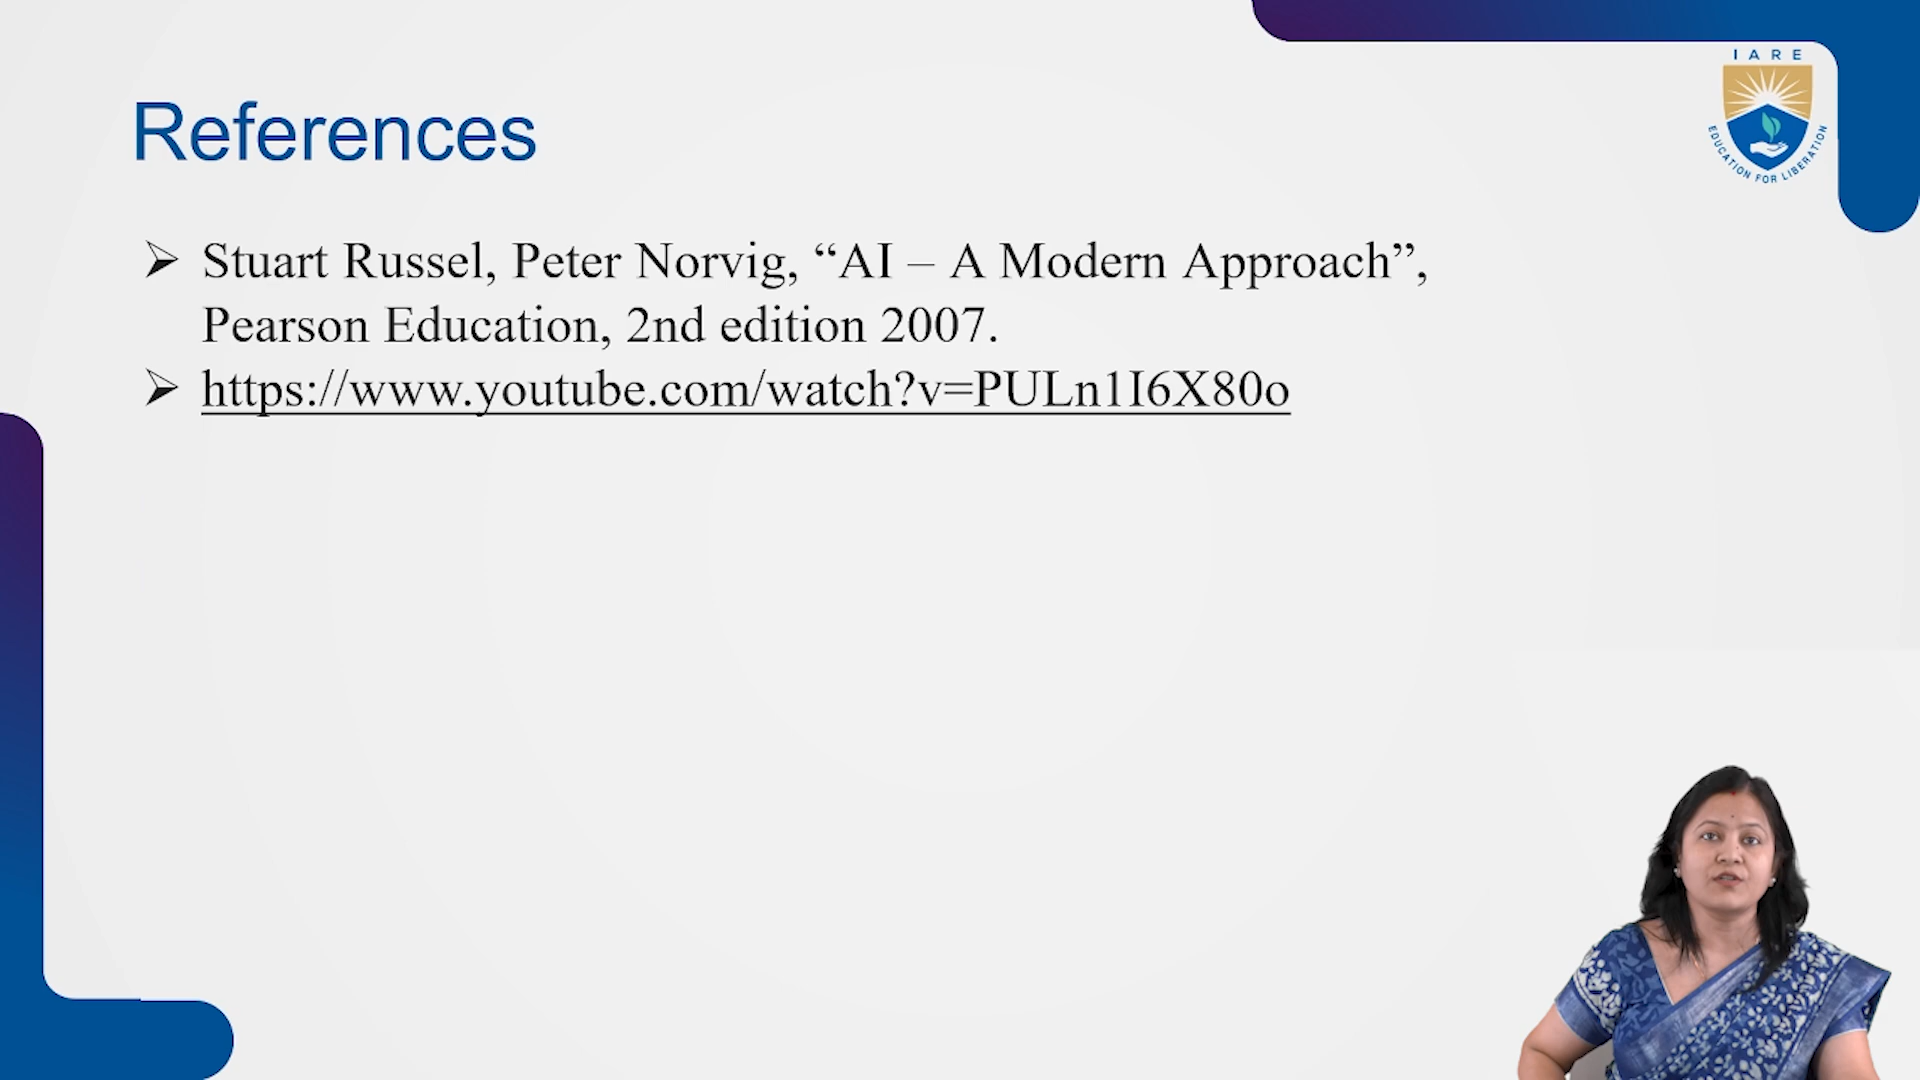 IARE
EDUCATION FOR LIBERATION
References
➢ Stuart Russel, Peter Norvig, “AI – A Modern Approach”,
Pearson Education, 2nd edition 2007.
➢ https://www.youtube.com/watch?v=PULn1I6X80o